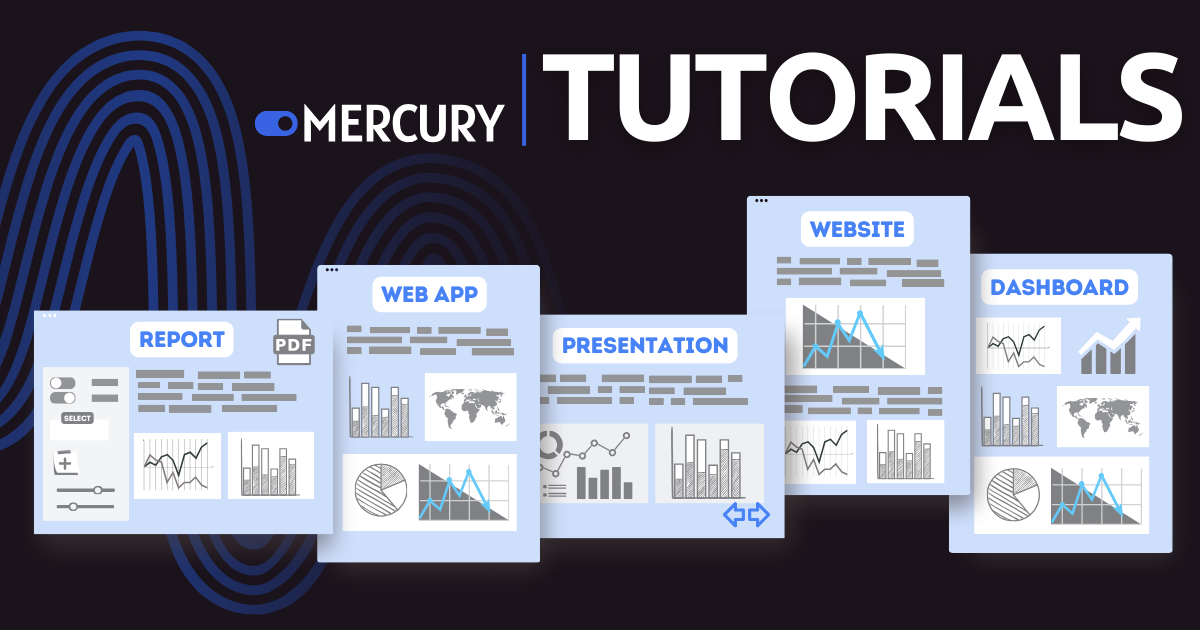 MERCURY
TUTORIALS
REPORT
PDF
SELECT
WEB APP
PRESENTATION
WEBSITE
DASHBOARD